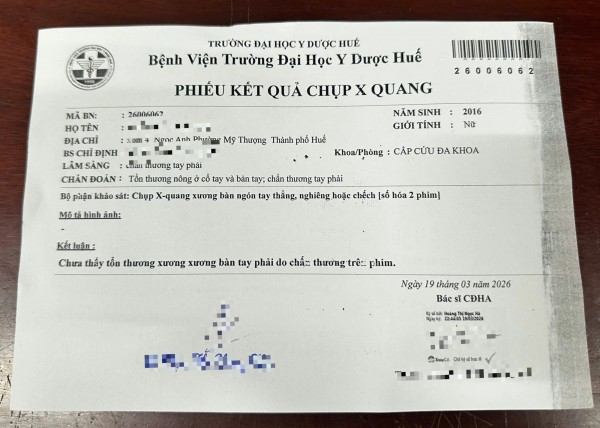 TRƯỜNG ĐẠI HỌC Y DƯỢC HUẾ
Bệnh Viện Trường Đại Học Y Dược Huế
26006062
PHIẾU KẾT QUẢ CHỤP X QUANG
MÃ BN: 26006062 NĂM SINH : 2016
HỌ TÊN : GIỚI TÍNH : Nữ
ĐỊA CHỈ : Ngọc Anh Phường Mỹ Thượng Thành phố Huế
BS CHỈ ĐỊNH Khoa/Phòng : CẤP CỨU ĐA KHOA
LÂM SÀNG : chấn thương tay phải
CHẨN ĐOÁN : Tổn thương nông ở cổ tay và bàn tay; chấn thương tay phải
Bộ phận khảo sát: Chụp X-quang xương bàn ngón tay thẳng, nghiêng hoặc chếch [số hóa 2 phim]
Mô tả hình ảnh:
-
Kết luận :
Chưa thấy tổn thương xương xương bàn tay phải do chấn thương trên phim.
Ngày 19 tháng 03 năm 2026
Bác sĩ CĐHA
Hoàng Thị Ngọc Hà